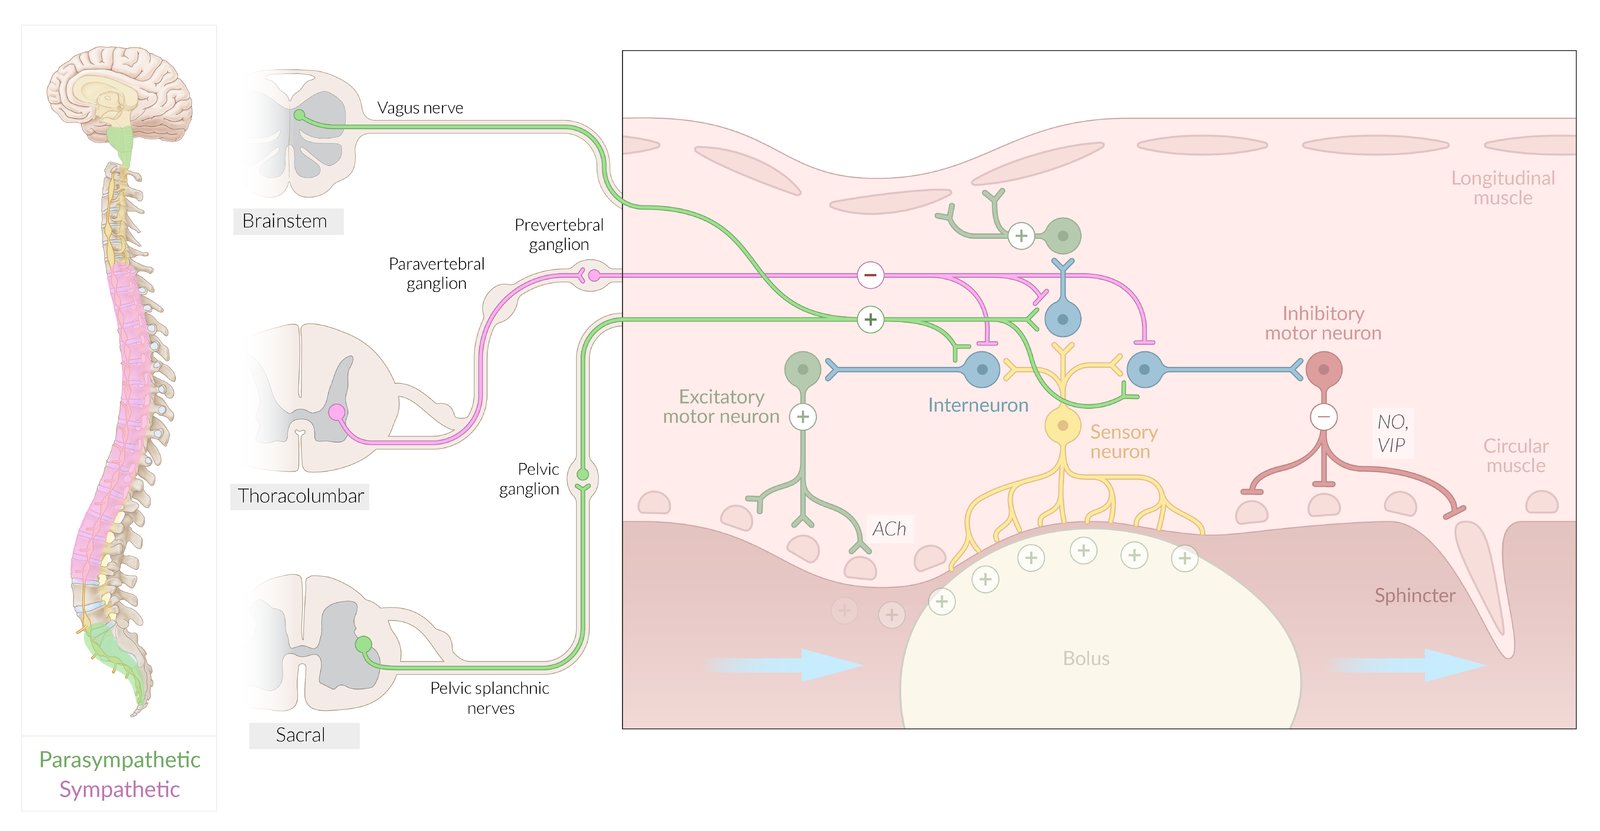 Vagus nerve
Brainstem
Prevertebral
ganglion
Paravertebral
ganglion
Thoracolumbar
Pelvic
ganglion
Pelvic splanchnic
nerves
Sacral
Parasympathetic
Sympathetic
Longitudinal
muscle
+
−
+
Inhibitory
motor neuron
Excitatory
motor neuron
Interneuron
Sensory
neuron
+
−
NO,
VIP
Circular
muscle
ACh
+ + + + + + + +
Sphincter
Bolus